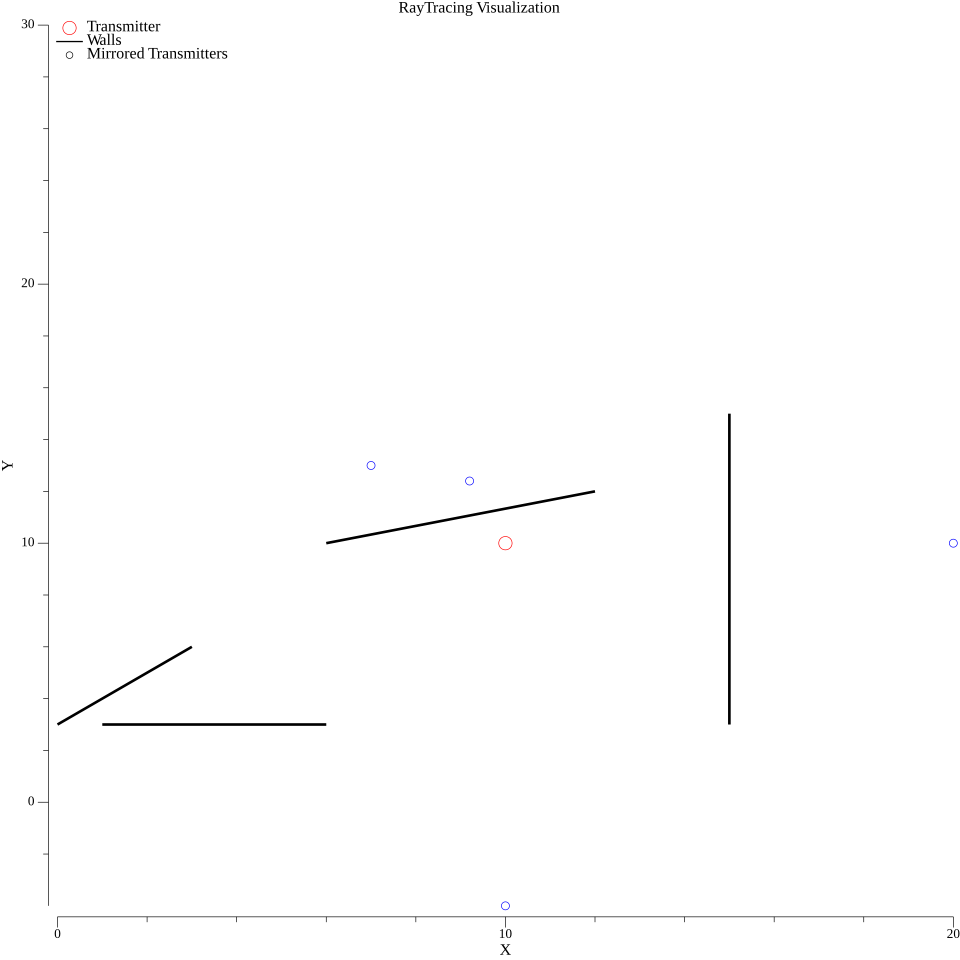 RayTracing Visualization
Transmitter
Walls
Mirrored Transmitters
30
20
10
0
Y
0
10
20
X